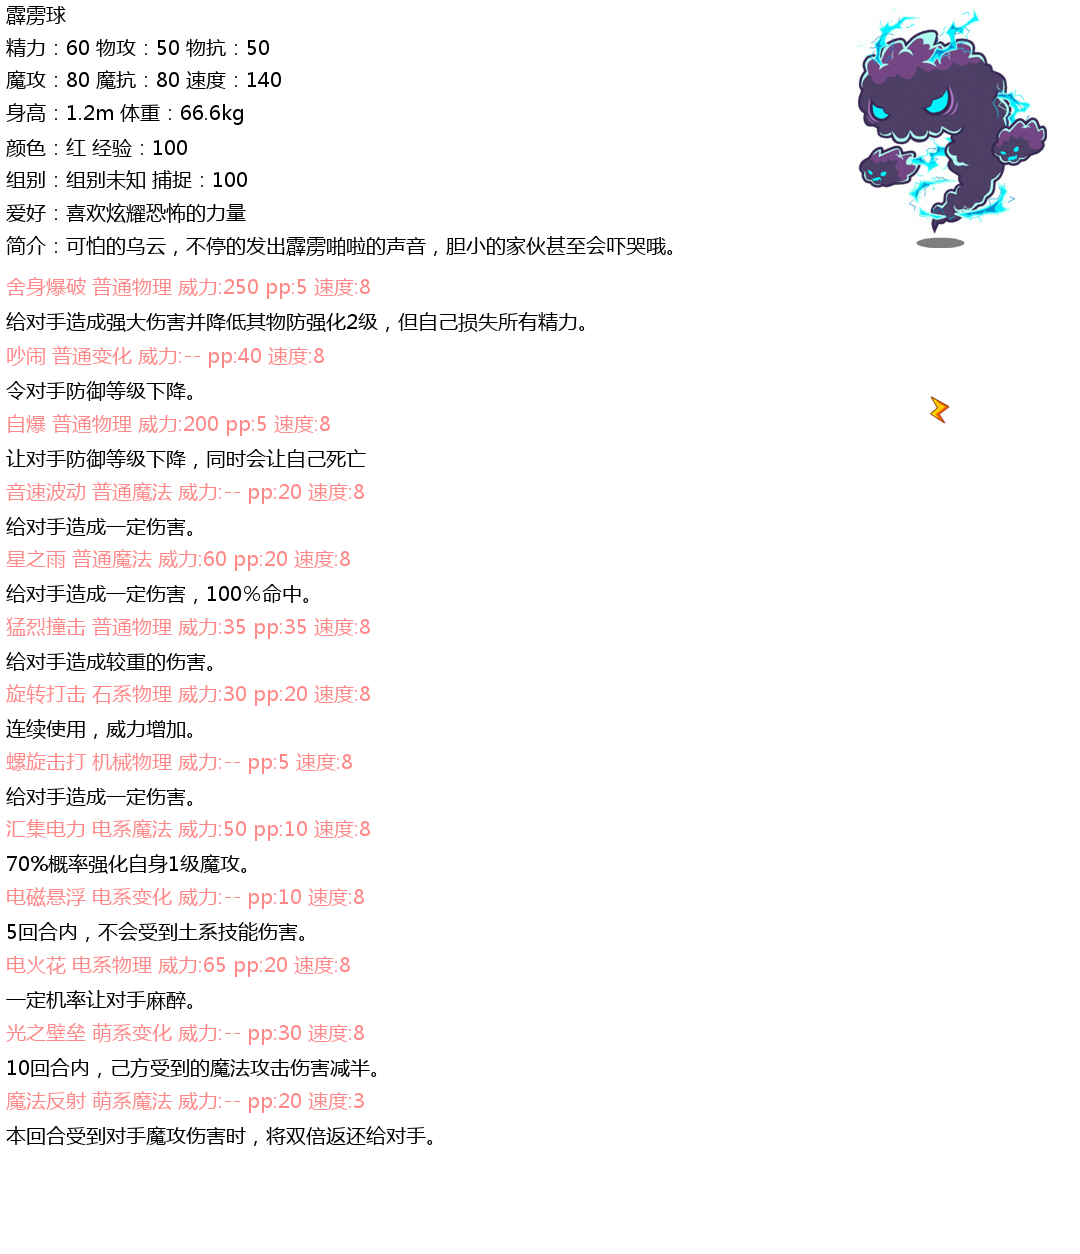 霹雳球
精力：60 物攻：50 物抗：50
魔攻：80 魔抗：80 速度：140
身高：1.2m 体重：66.6kg
颜色：红 经验：100
组别：组别未知 捕捉：100
爱好：喜欢炫耀恐怖的力量
简介：可怕的乌云，不停的发出霹雳啪啦的声音，胆小的家伙甚至会吓哭哦。
舍身爆破 普通物理 威力:250 pp:5 速度:8
给对手造成强大伤害并降低其物防强化2级，但自己损失所有精力。
吵闹 普通变化 威力:-- pp:40 速度:8
令对手防御等级下降。
自爆 普通物理 威力:200 pp:5 速度:8
让对手防御等级下降，同时会让自己死亡
音速波动 普通魔法 威力:-- pp:20 速度:8
给对手造成一定伤害。
星之雨 普通魔法 威力:60 pp:20 速度:8
给对手造成一定伤害，100%命中。
猛烈撞击 普通物理 威力:35 pp:35 速度:8
给对手造成较重的伤害。
旋转打击 石系物理 威力:30 pp:20 速度:8
连续使用，威力增加。
螺旋击打 机械物理 威力:-- pp:5 速度:8
给对手造成一定伤害。
汇集电力 电系魔法 威力:50 pp:10 速度:8
70%概率强化自身1级魔攻。
电磁悬浮 电系变化 威力:-- pp:10 速度:8
5回合内，不会受到土系技能伤害。
电火花 电系物理 威力:65 pp:20 速度:8
一定机率让对手麻醉。
光之壁垒 萌系变化 威力:-- pp:30 速度:8
10回合内，己方受到的魔法攻击伤害减半。
魔法反射 萌系魔法 威力:-- pp:20 速度:3
本回合受到对手魔攻伤害时，将双倍返还给对手。